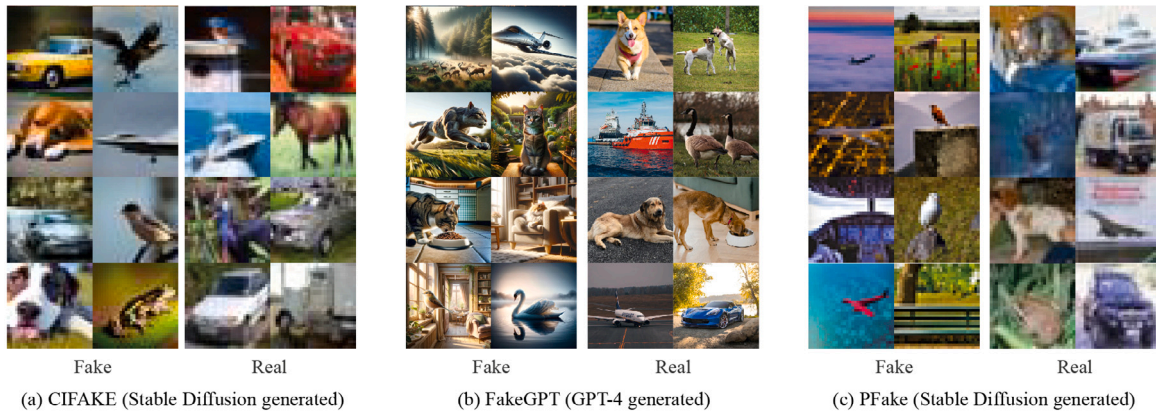 Fake Real Fake Real Fake Real
(a) CIFAKE (Stable Diffusion generated) (b) FakeGPT (GPT-4 generated) (c) PFake (Stable Diffusion generated)